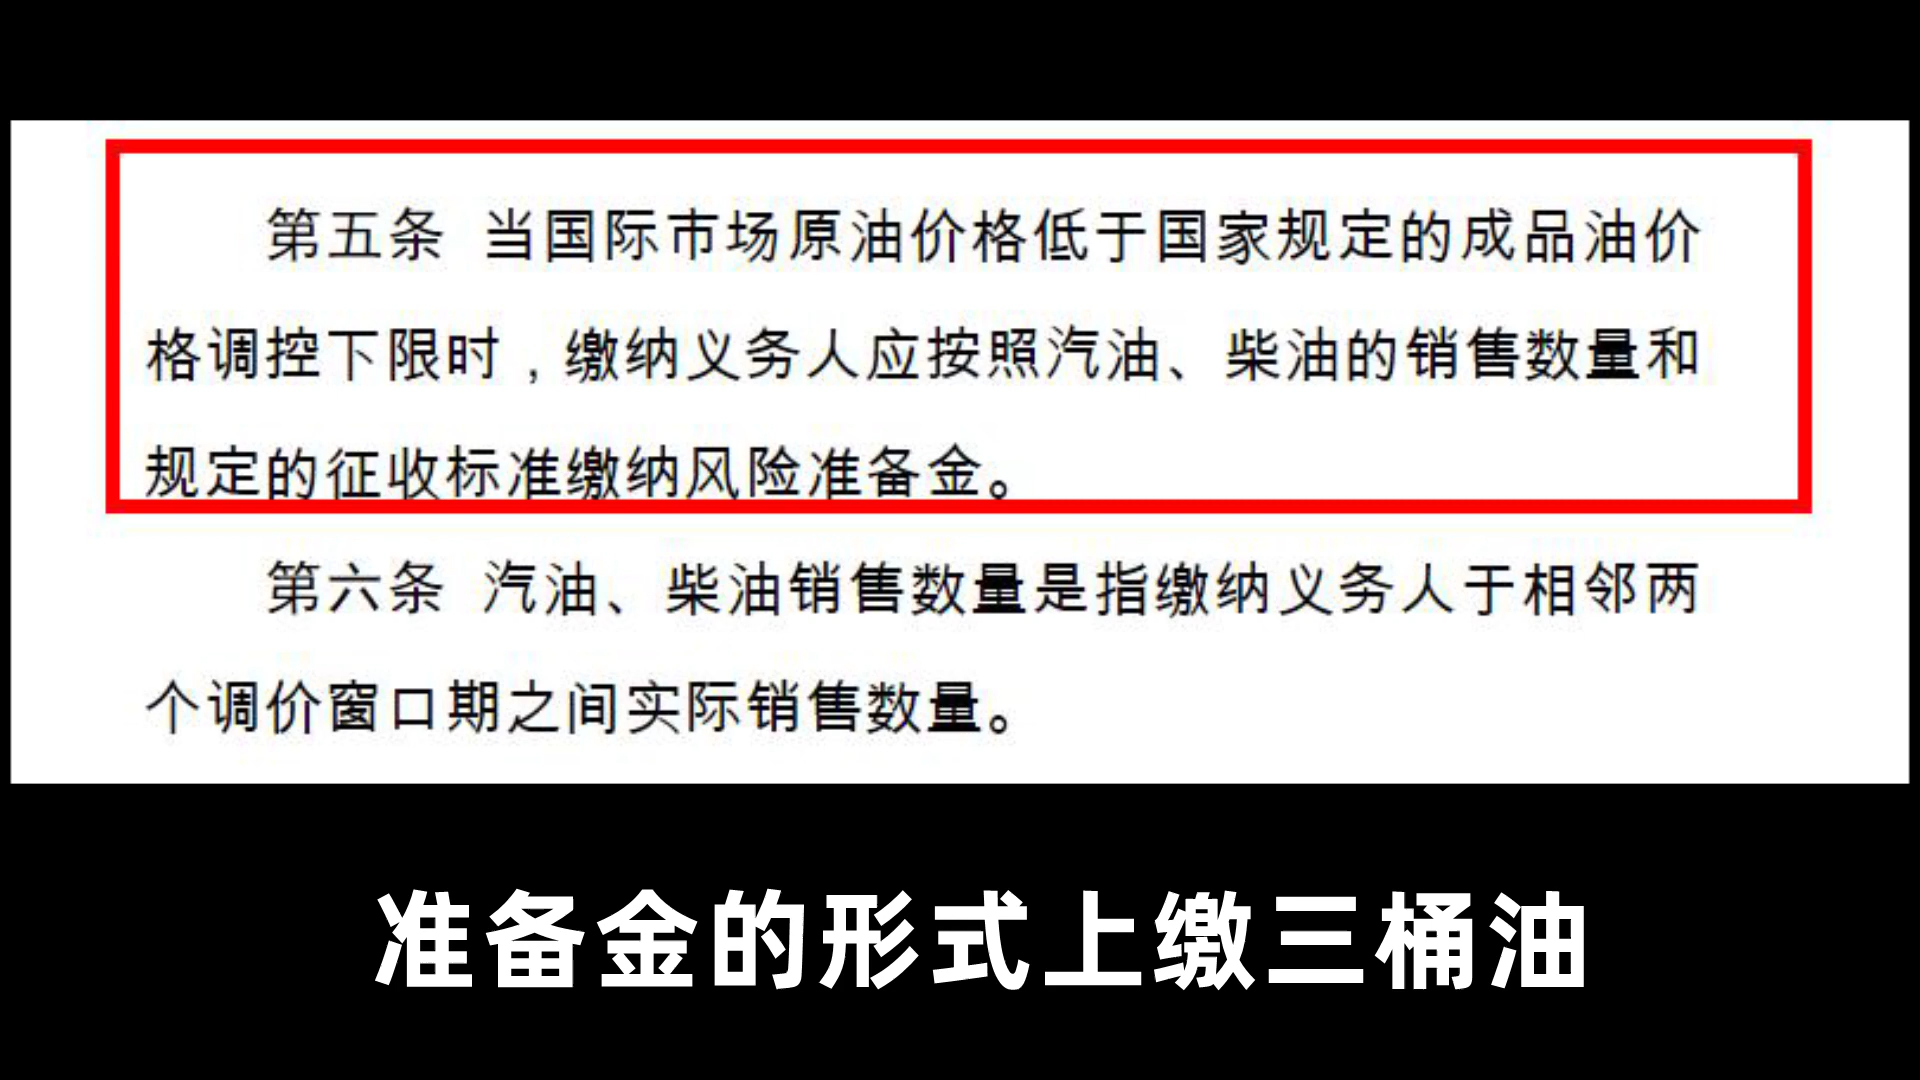 第五条 当国际市场原油价格低于国家规定的成品油价
格调控下限时，缴纳义务人应按照汽油、柴油的销售数量和
规定的征收标准缴纳风险准备金。
第六条 汽油、柴油销售数量是指缴纳义务人于相邻两
个调价窗口期之间实际销售数量。
准备金的形式上缴三桶油